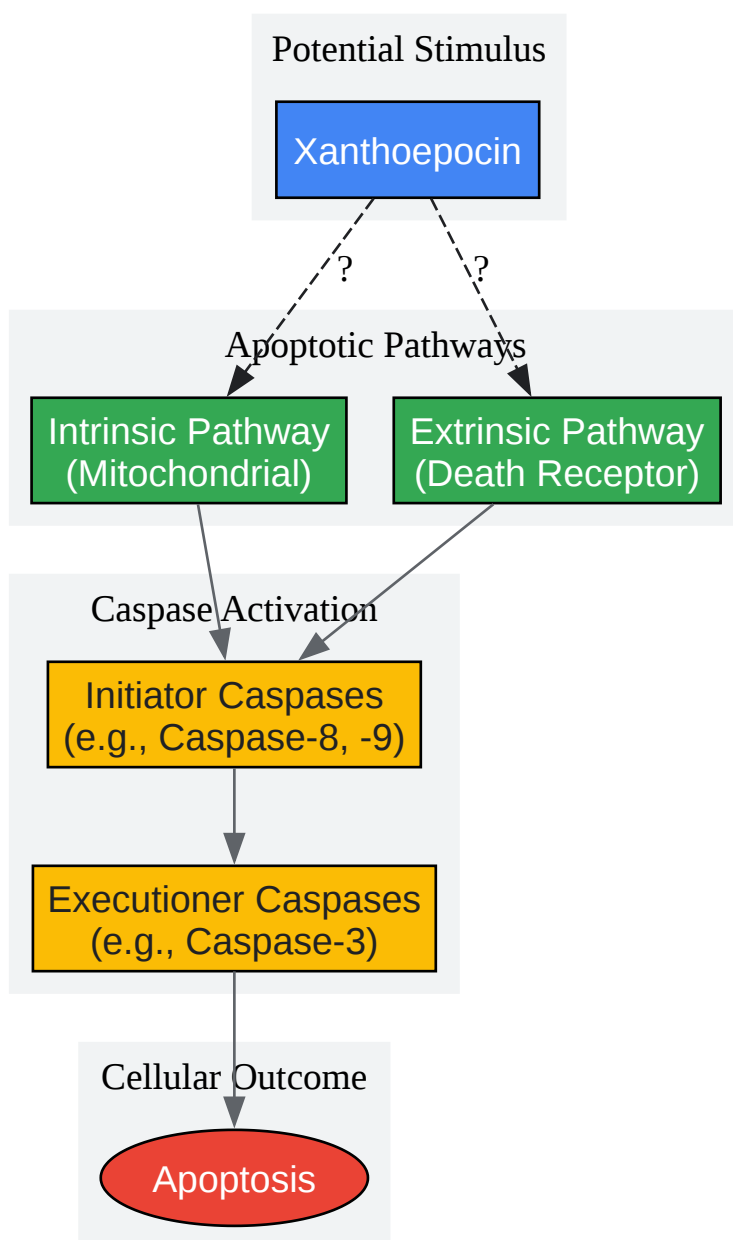 Potential Stimulus
Xanthoepocin
? ?
Apoptotic Pathways
Intrinsic Pathway
(Mitochondrial)
Extrinsic Pathway
(Death Receptor)
Caspase Activation
Initiator Caspases
(e.g., Caspase-8, -9)
Executioner Caspases
(e.g., Caspase-3)
Cellular Outcome
Apoptosis